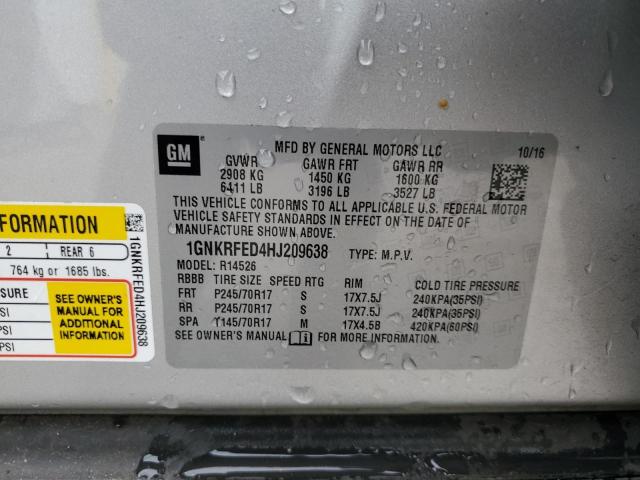 GM
MFD BY GENERAL MOTORS LLC 10/16
GVWR GAWR FRT GAWR RR
2908 KG 1450 KG 1600 KG
6411 LB 3196 LB 3527 LB
THIS VEHICLE CONFORMS TO ALL APPLICABLE U.S. FEDERAL MOTOR
VEHICLE SAFETY STANDARDS IN EFFECT ON THE DATE OF
MANUFACTURE SHOWN ABOVE.
1GNKRFED4HJ209638 TYPE: M.P.V.
MODEL: R14526
RBBB TIRE SIZE SPEED RTG RIM COLD TIRE PRESSURE
FRT P245/70R17 S 17X7.5J 240KPA(35PSI)
RR P245/70R17 S 17X7.5J 240KPA(35PSI)
SPA T145/70R17 M 17X4.5B 420KPA(60PSI)
SEE OWNER'S MANUAL FOR MORE INFORMATION.
FORMATION
2 REAR 6
764 kg or 1685 lbs.
SURE
SEE OWNER'S
MANUAL FOR
ADDITIONAL
INFORMATION
PSI
1GNKRFED4HJ209638